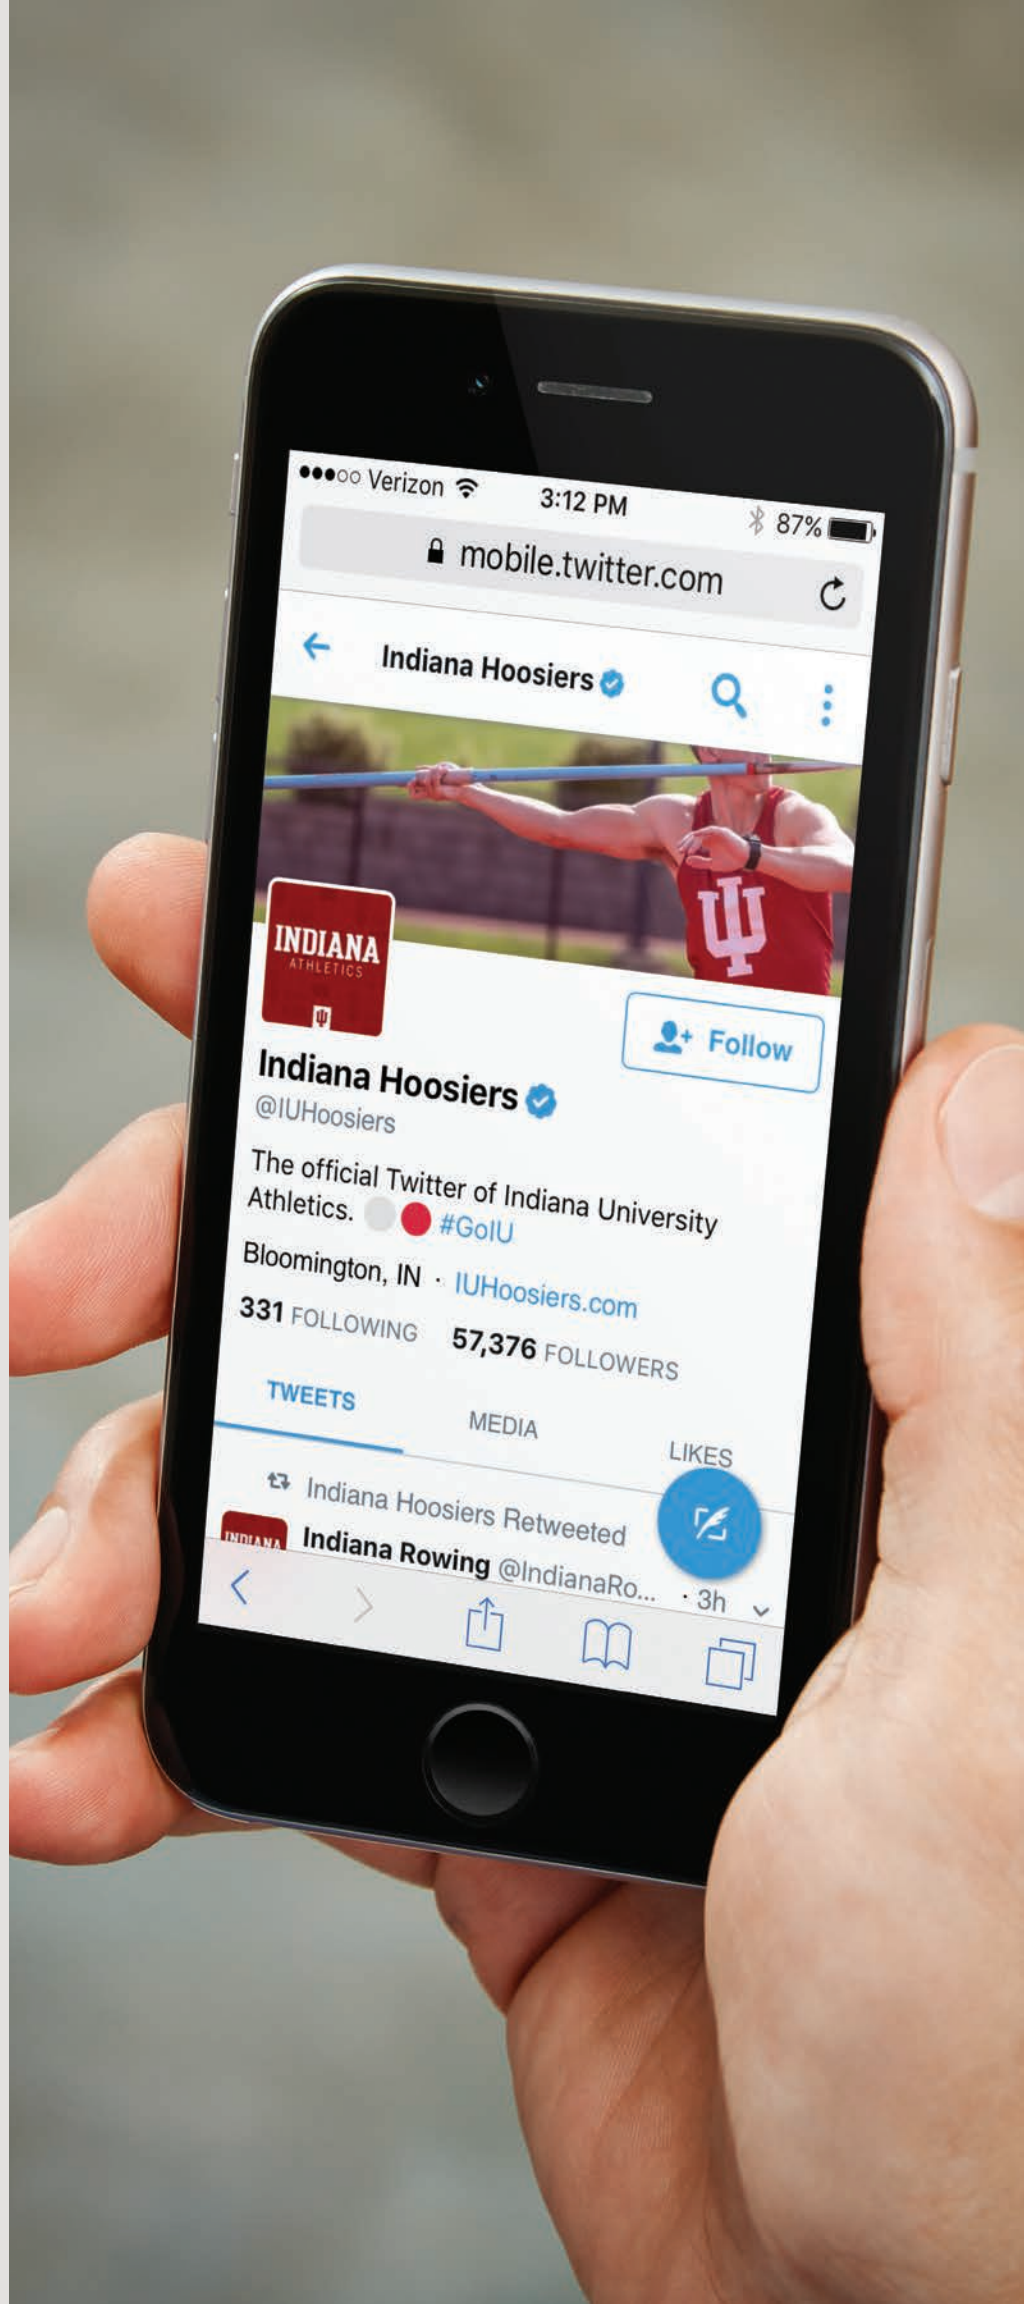 Verizon 3:12 PM 87%
mobile.twitter.com
Indiana Hoosiers
INDIANA
ATHLETICS
Follow
Indiana Hoosiers
@IUHoosiers
The official Twitter of Indiana University
Athletics. #GoIU
Bloomington, IN · IUHoosiers.com
331 FOLLOWING 57,376 FOLLOWERS
TWEETS MEDIA LIKES
Indiana Hoosiers Retweeted
INDIANA
Indiana Rowing @IndianaRo... · 3h